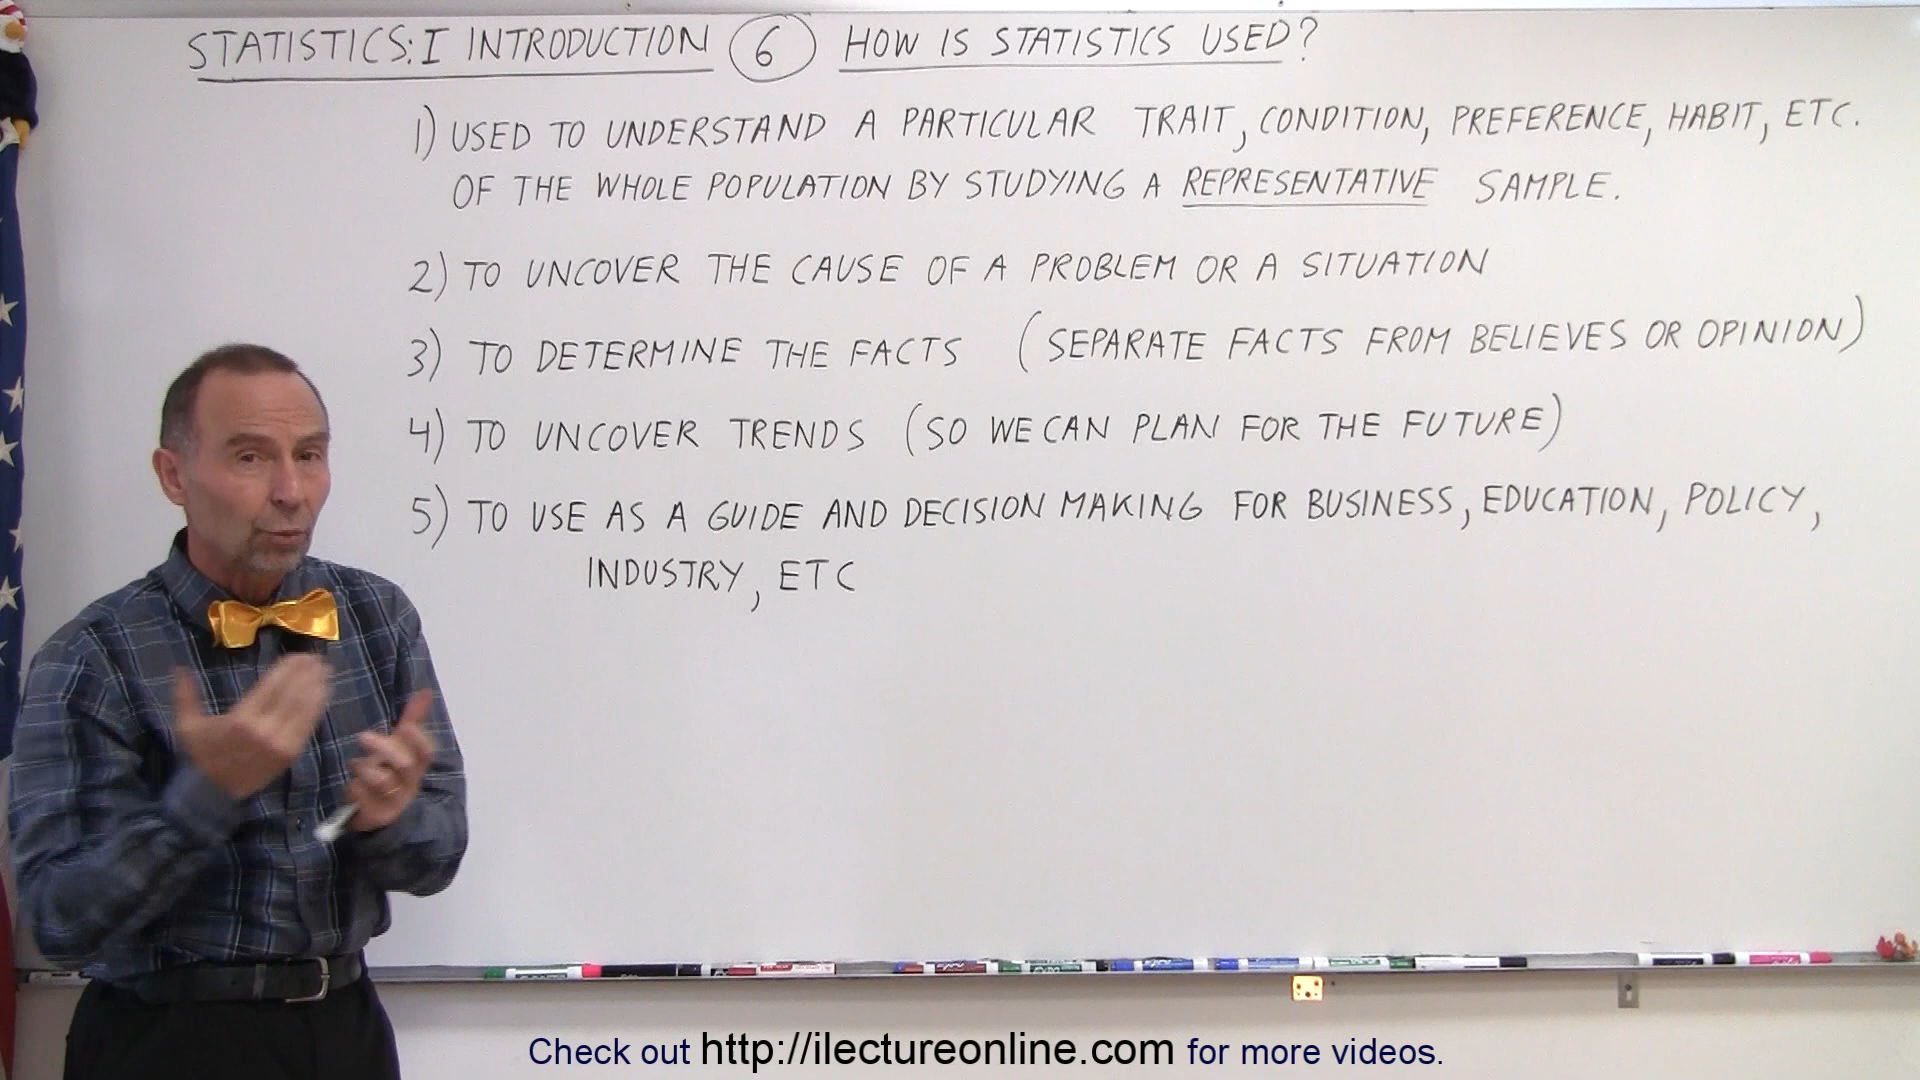 STATISTICS: I INTRODUCTION 6 HOW IS STATISTICS USED?
1) USED TO UNDERSTAND A PARTICULAR TRAIT, CONDITION, PREFERENCE, HABIT, ETC.
OF THE WHOLE POPULATION BY STUDYING A REPRESENTATIVE SAMPLE.
2) TO UNCOVER THE CAUSE OF A PROBLEM OR A SITUATION
3) TO DETERMINE THE FACTS (SEPARATE FACTS FROM BELIEVES OR OPINION)
4) TO UNCOVER TRENDS (SO WE CAN PLAN FOR THE FUTURE)
5) TO USE AS A GUIDE AND DECISION MAKING FOR BUSINESS, EDUCATION, POLICY,
INDUSTRY, ETC
Check out http://ilectureonline.com for more videos.